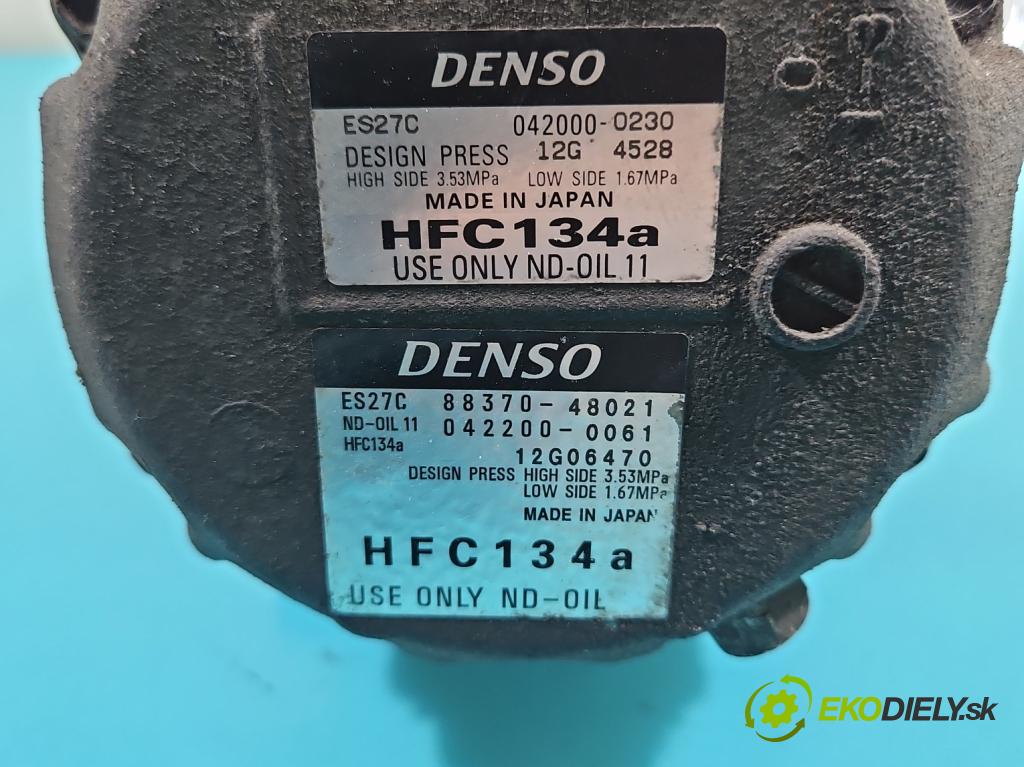 DENSO
ES27C 042000-0230
DESIGN PRESS 12G 4528
HIGH SIDE 3.53MPa LOW SIDE 1.67MPa
MADE IN JAPAN
HFC134a
USE ONLY ND-OIL 11
DENSO
ES27C 88370-48021
ND-OIL 11 042200-0061
HFC134a
12G06470
DESIGN PRESS HIGH SIDE 3.53MPa
LOW SIDE 1.67MPa
MADE IN JAPAN
HFC134a
USE ONLY ND-OIL
EKODIELY.sk